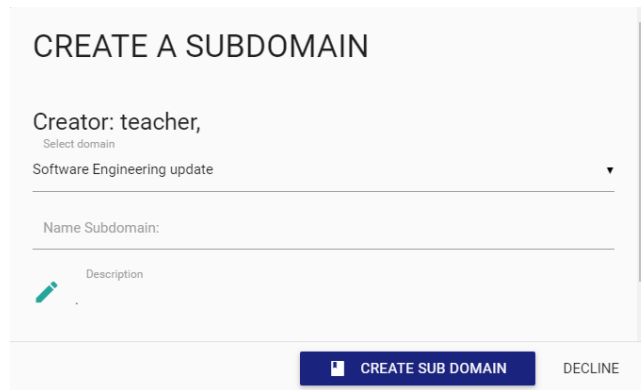 CREATE A SUBDOMAIN
Creator: teacher,
Select domain
Software Engineering update
Name Subdomain:
Description
.
CREATE SUB DOMAIN DECLINE